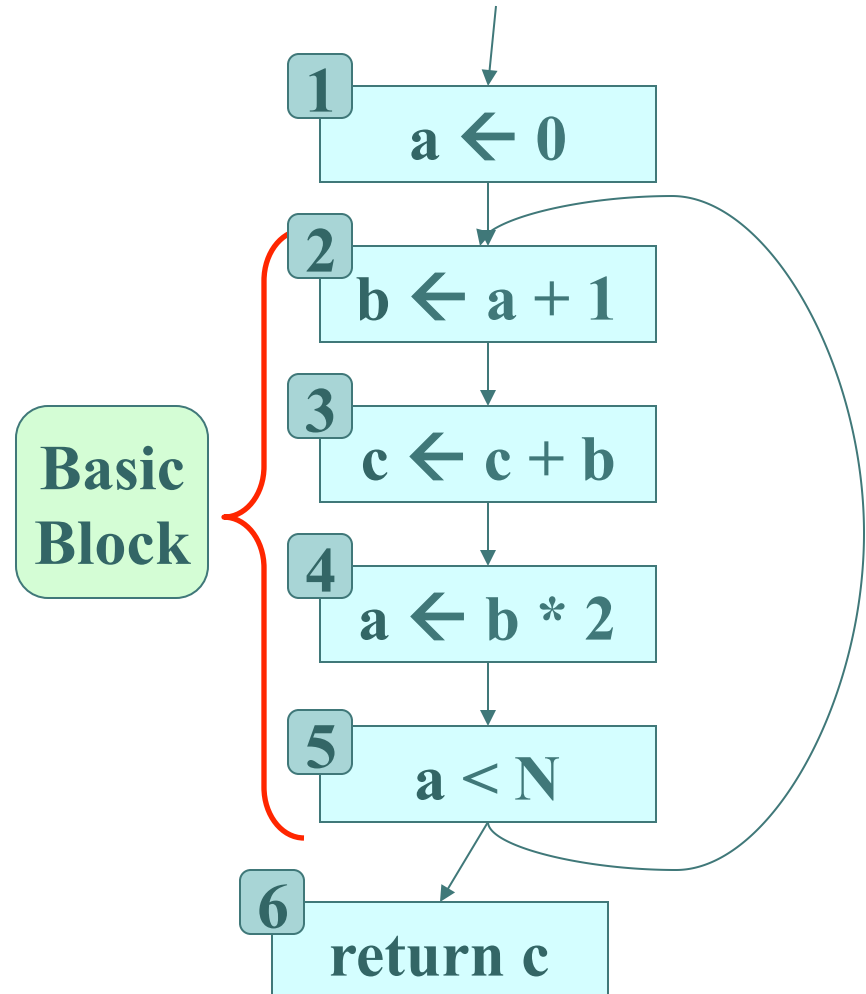 1
a ← 0
2
b ← a + 1
3
c ← c + b
Basic
Block
4
a ← b * 2
5
a < N
6
return c